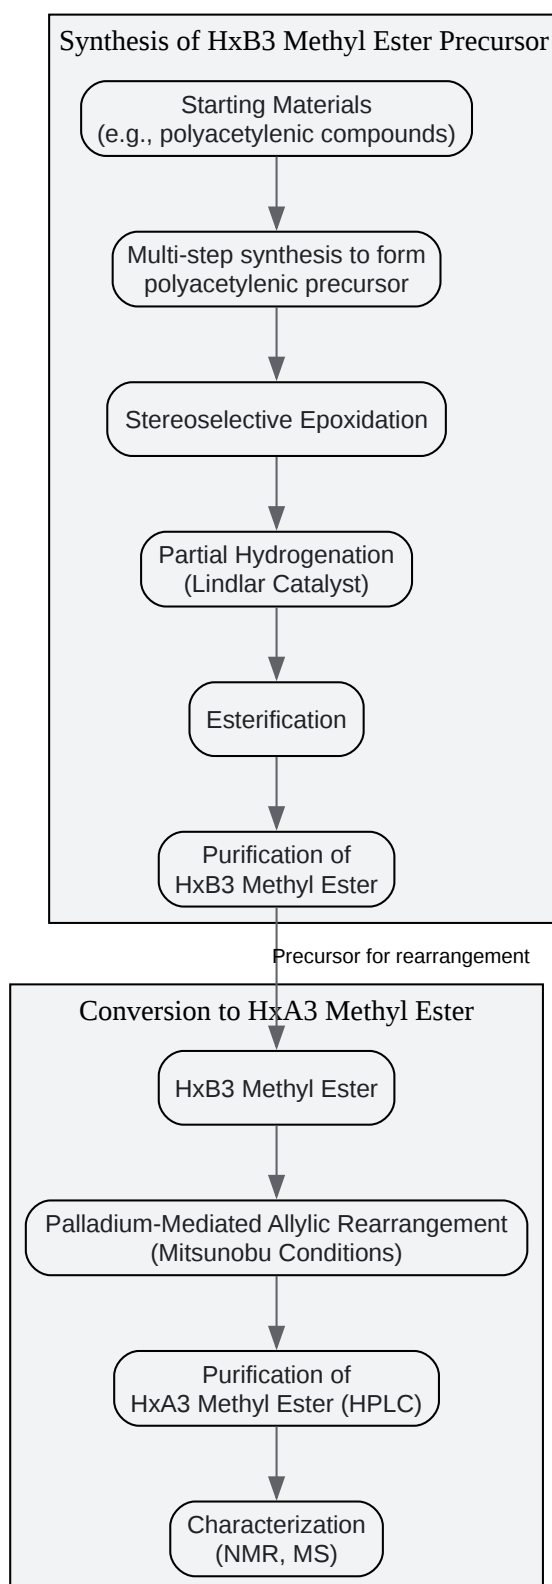 Synthesis of HxB3 Methyl Ester Precursor
Starting Materials
(e.g., polyacetylenic compounds)
Multi-step synthesis to form
polyacetylenic precursor
Stereoselective Epoxidation
Partial Hydrogenation
(Lindlar Catalyst)
Esterification
Purification of
HxB3 Methyl Ester
Precursor for rearrangement
Conversion to HxA3 Methyl Ester
HxB3 Methyl Ester
Palladium-Mediated Allylic Rearrangement
(Mitsunobu Conditions)
Purification of
HxA3 Methyl Ester (HPLC)
Characterization
(NMR, MS)